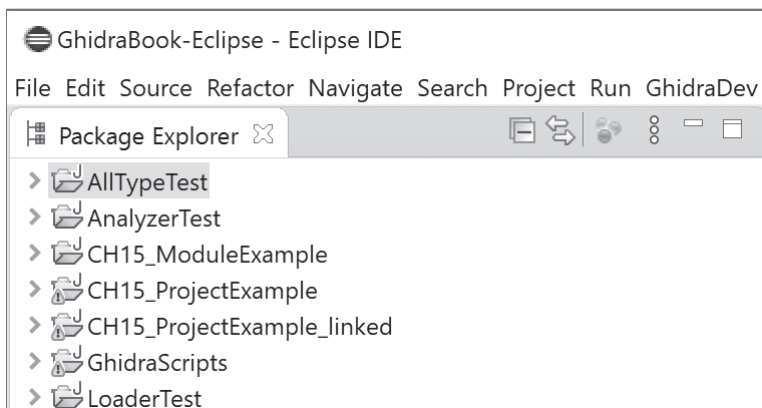 GhidraBook-Eclipse - Eclipse IDE
File Edit Source Refactor Navigate Search Project Run GhidraDev
Package Explorer
AllTypeTest
AnalyzerTest
CH15_ModuleExample
CH15_ProjectExample
CH15_ProjectExample_linked
GhidraScripts
LoaderTest